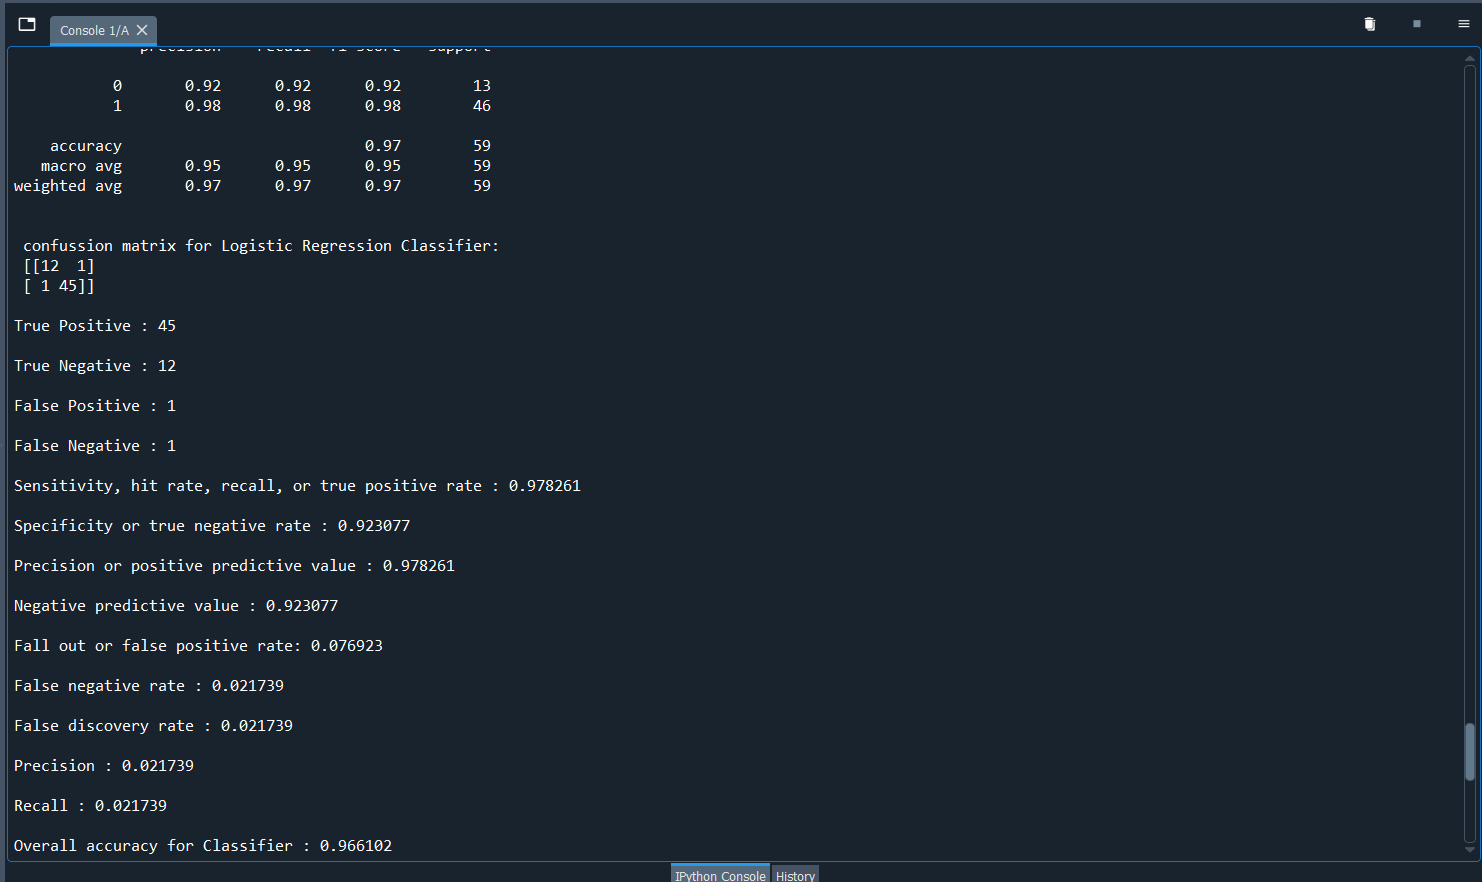 Console 1/A
precision recall f1-score support
0 0.92 0.92 0.92 13
1 0.98 0.98 0.98 46
accuracy 0.97 59
macro avg 0.95 0.95 0.95 59
weighted avg 0.97 0.97 0.97 59
confussion matrix for Logistic Regression Classifier:
[[12  1]
[ 1 45]]
True Positive : 45
True Negative : 12
False Positive : 1
False Negative : 1
Sensitivity, hit rate, recall, or true positive rate : 0.978261
Specificity or true negative rate : 0.923077
Precision or positive predictive value : 0.978261
Negative predictive value : 0.923077
Fall out or false positive rate: 0.076923
False negative rate : 0.021739
False discovery rate : 0.021739
Precision : 0.021739
Recall : 0.021739
Overall accuracy for Classifier : 0.966102
IPython Console History